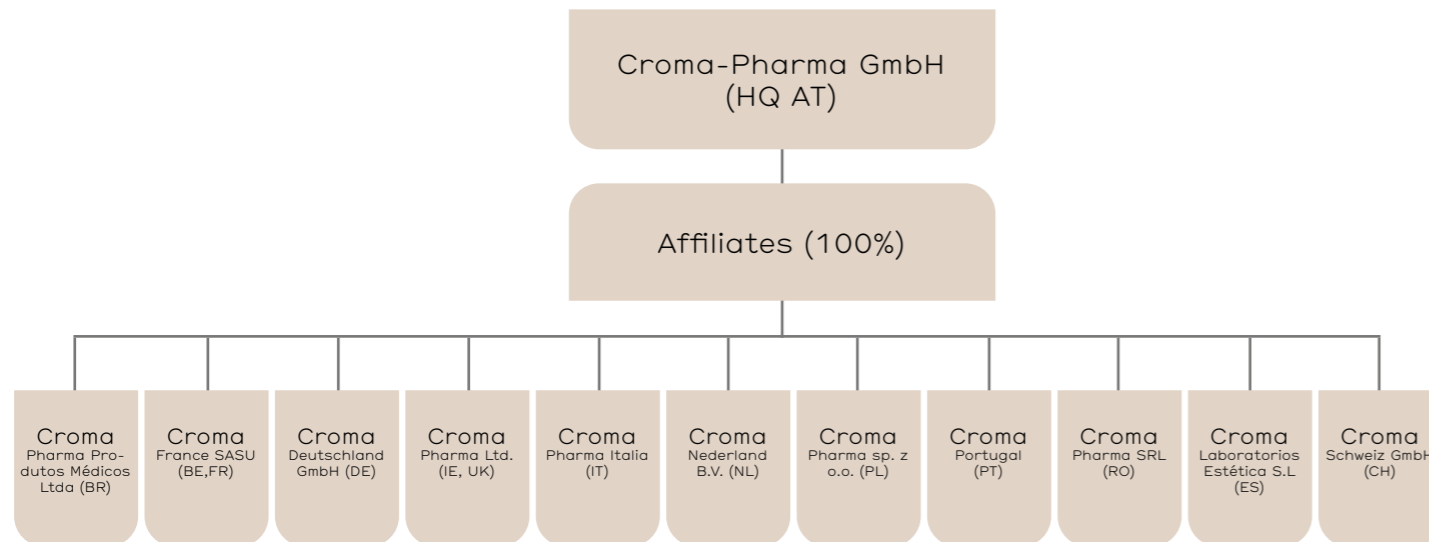 Croma-Pharma GmbH
(HQ AT)
Affiliates (100%)
Croma
Pharma Pro-
dutos Médicos
Ltda (BR)
Croma
France SASU
(BE,FR)
Croma
Deutschland
GmbH (DE)
Croma
Pharma Ltd.
(IE, UK)
Croma
Pharma Italia
(IT)
Croma
Nederland
B.V. (NL)
Croma
Pharma sp. z
o.o. (PL)
Croma
Portugal
(PT)
Croma
Pharma SRL
(RO)
Croma
Laboratorios
Estética S.L
(ES)
Croma
Schweiz GmbH
(CH)